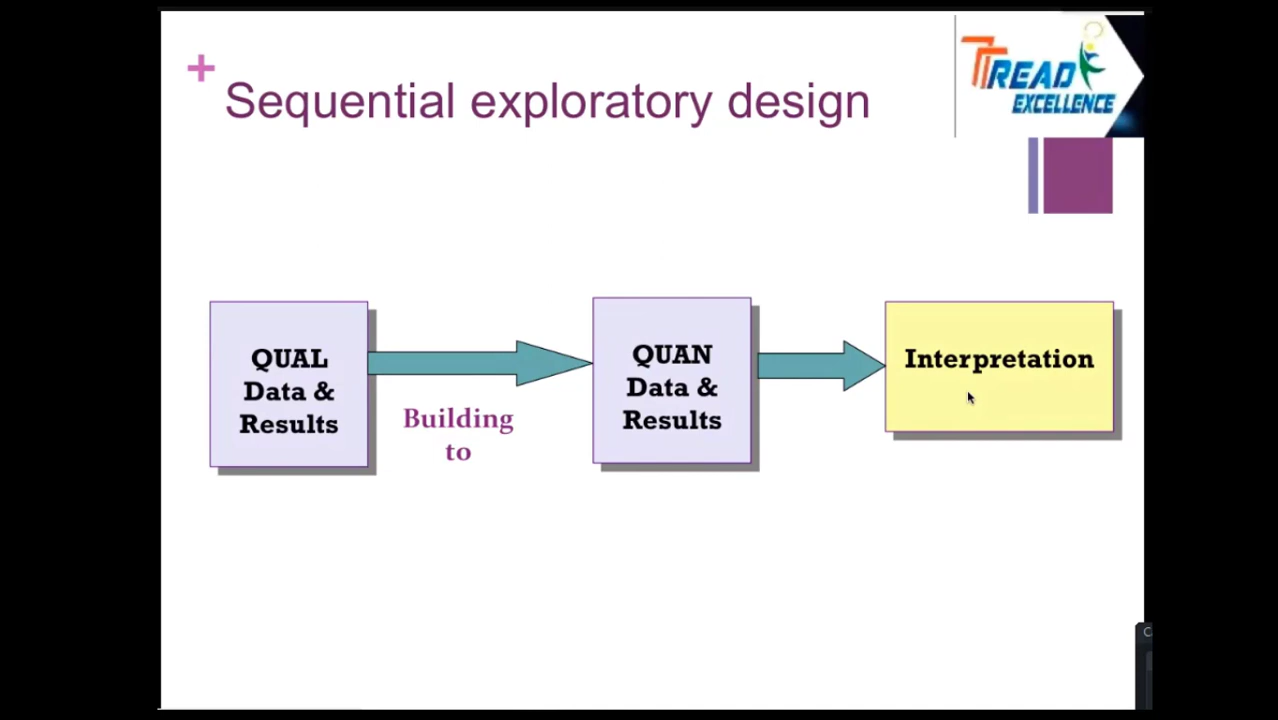 +
Sequential exploratory design
TREAD
EXCELLENCE
QUAL
Data &
Results
Building
to
QUAN
Data &
Results
Interpretation